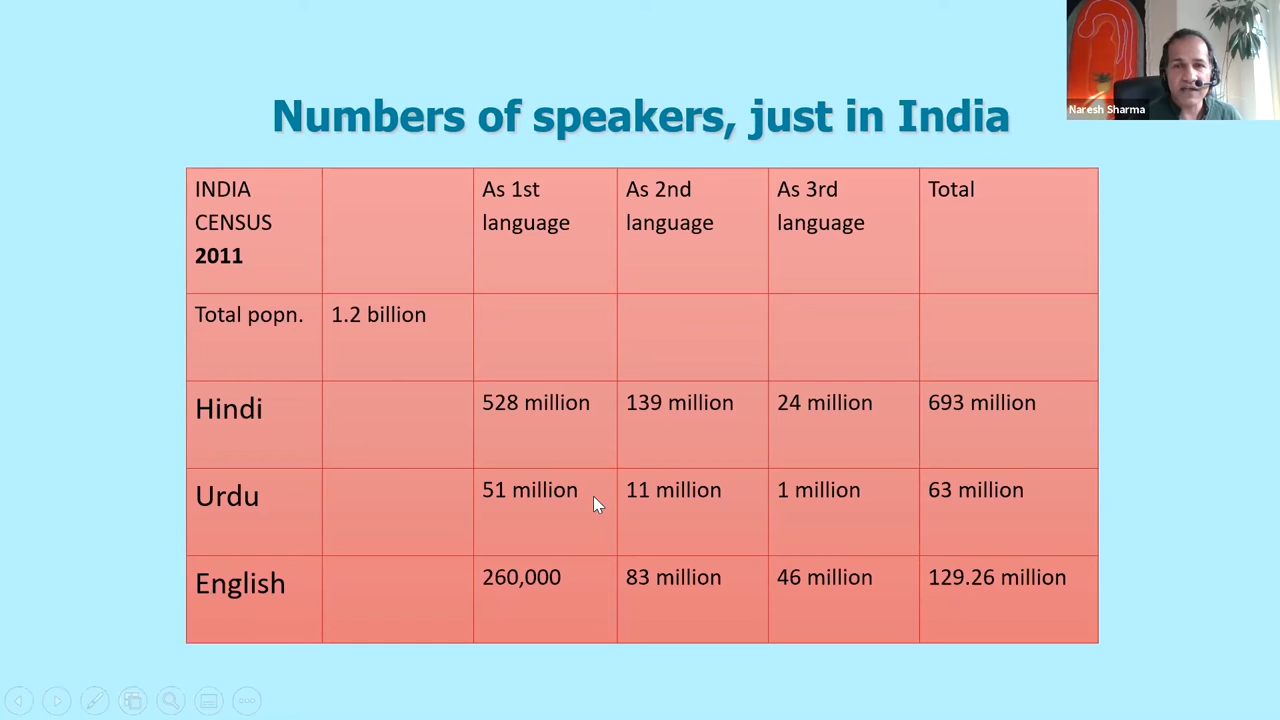 Naresh Sharma
Numbers of speakers, just in India
INDIA
CENSUS
2011
As 1st
language
As 2nd
language
As 3rd
language
Total
Total popn.
1.2 billion
Hindi
528 million
139 million
24 million
693 million
Urdu
51 million
11 million
1 million
63 million
English
260,000
83 million
46 million
129.26 million